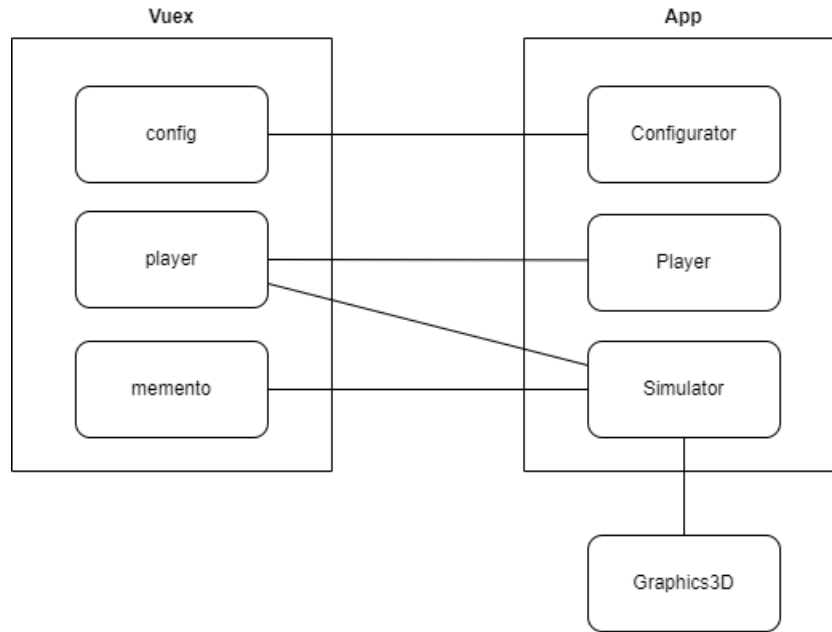 Vuex
App
config
Configurator
player
Player
memento
Simulator
Graphics3D